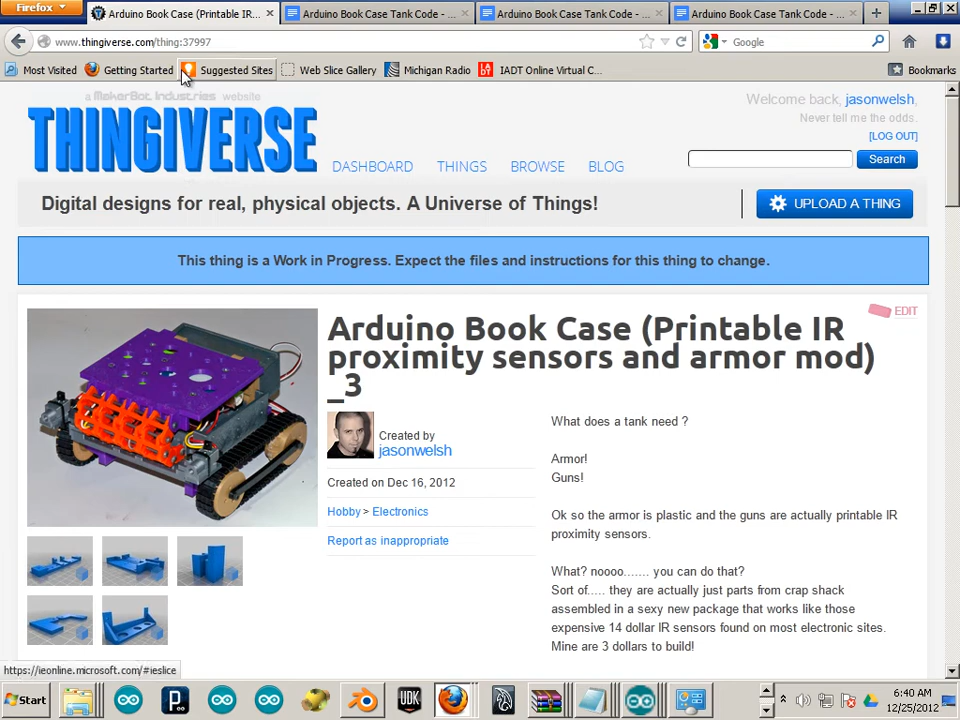 Firefox
Arduino Book Case (Printable IR...
Arduino Book Case Tank Code - ...
Arduino Book Case Tank Code - ...
Arduino Book Case Tank Code - ...
www.thingiverse.com/thing:37997
Google
Most Visited
Getting Started
Suggested Sites
Web Slice Gallery
Michigan Radio
IADT Online Virtual C...
Bookmarks
a MakerBot Industries website
THINGIVERSE
DASHBOARD
THINGS
BROWSE
BLOG
Welcome back, jasonwelsh,
Never tell me the odds.
[LOG OUT]
Search
Digital designs for real, physical objects. A Universe of Things!
UPLOAD A THING
This thing is a Work in Progress. Expect the files and instructions for this thing to change.
EDIT
Arduino Book Case (Printable IR
proximity sensors and armor mod)
_3
Created by
jasonwelsh
Created on Dec 16, 2012
Hobby > Electronics
Report as inappropriate
What does a tank need ?
Armor!
Guns!
Ok so the armor is plastic and the guns are actually printable IR
proximity sensors.
What? noooo....... you can do that?
Sort of..... they are actually just parts from crap shack
assembled in a sexy new package that works like those
expensive 14 dollar IR sensors found on most electronic sites.
Mine are 3 dollars to build!
https://ieonline.microsoft.com/#ieslice
Start
UDK
6:40 AM
12/25/2012